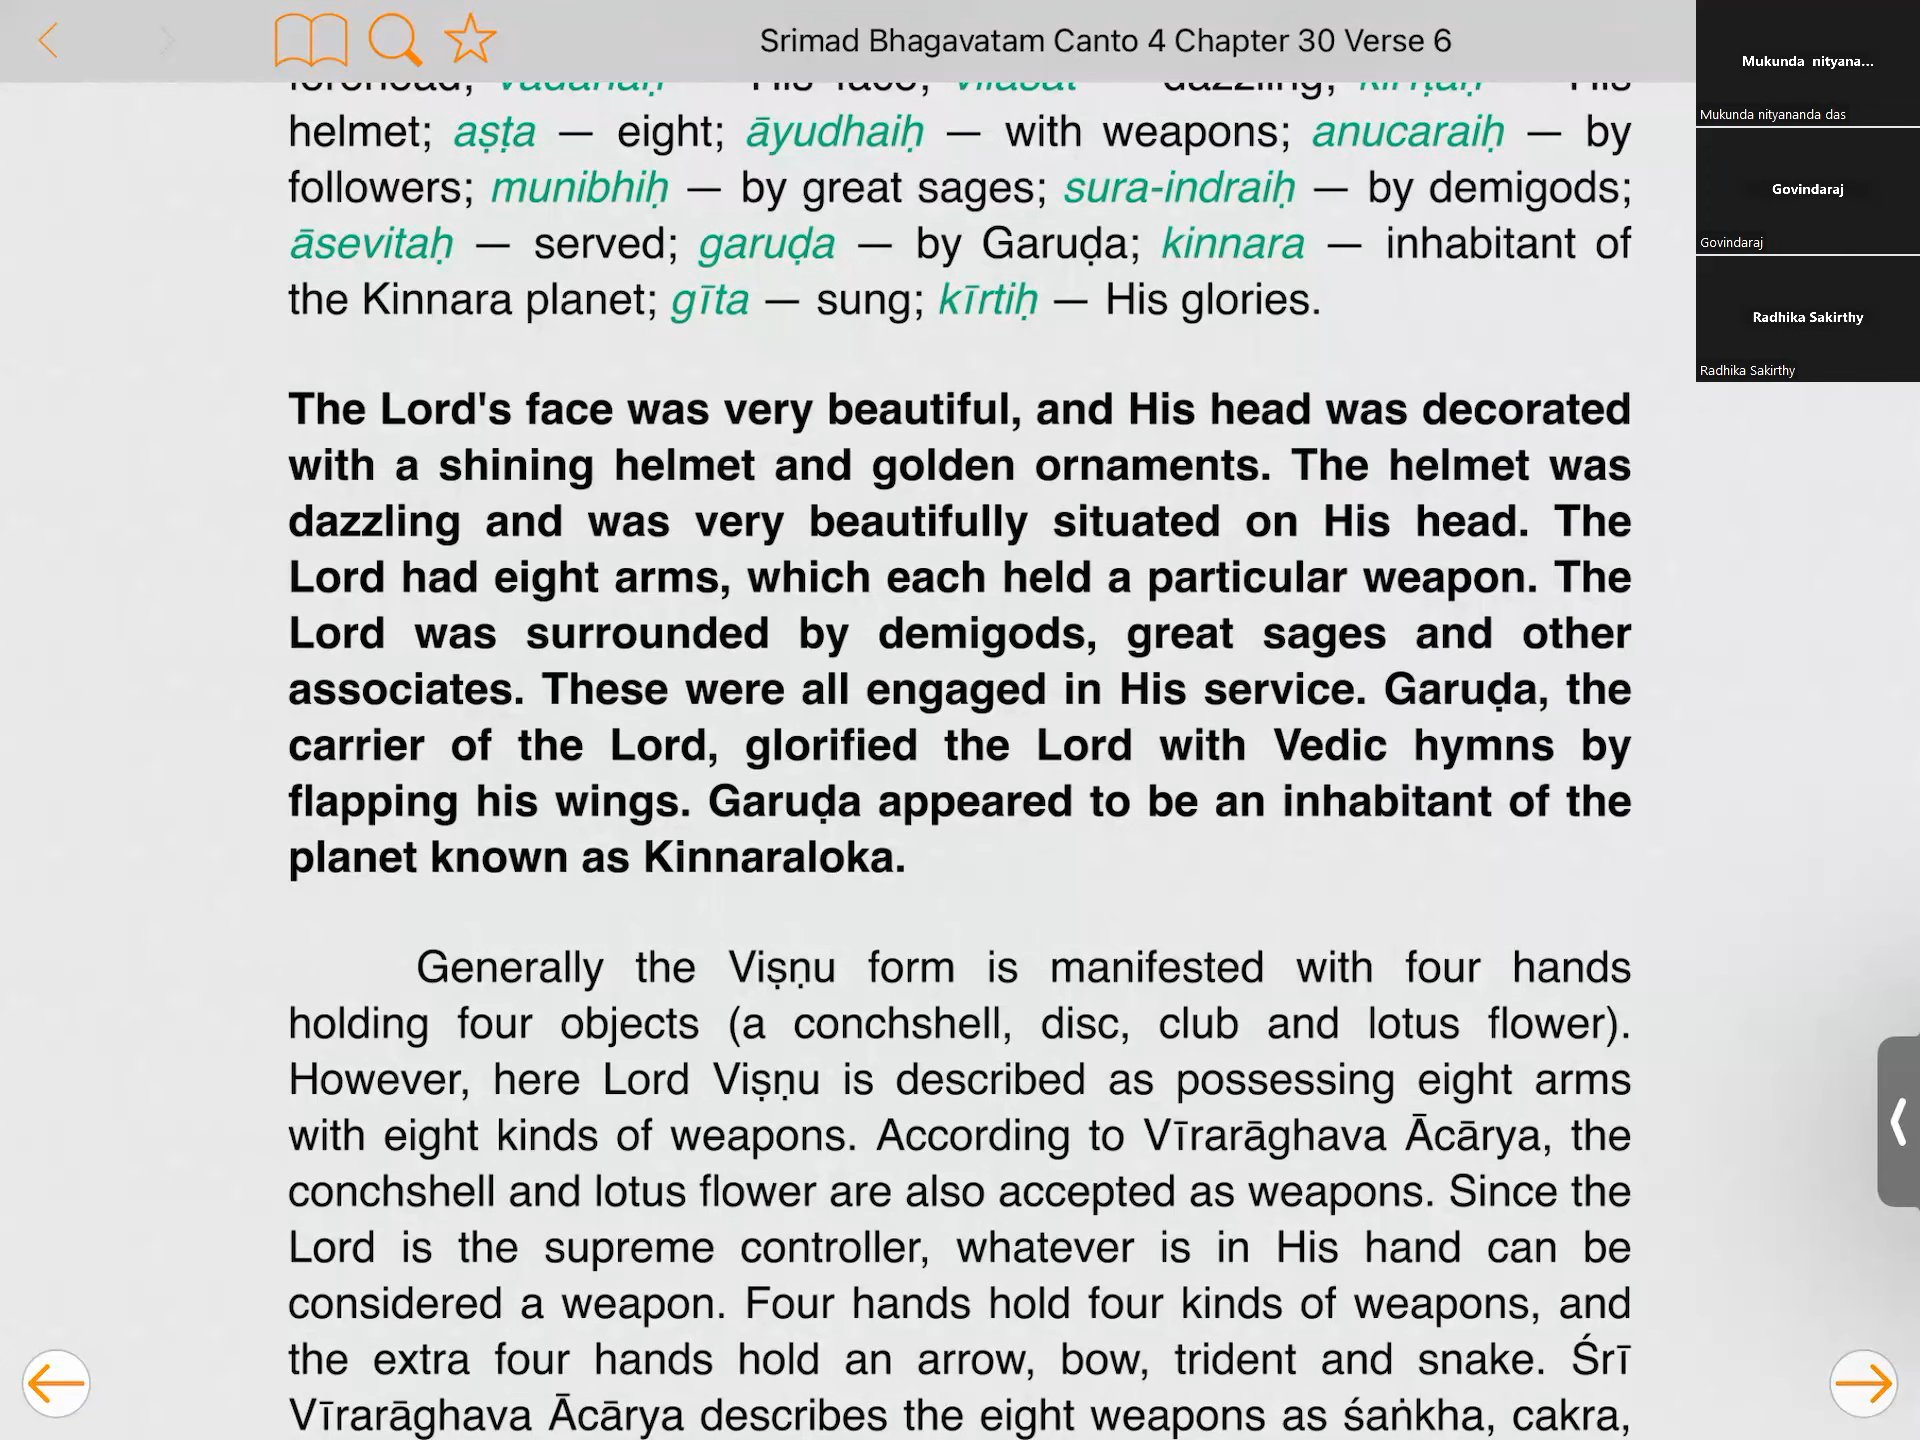 Srimad Bhagavatam Canto 4 Chapter 30 Verse 6
Mukunda nityana...
Mukunda nityananda das
Govindaraj
Govindaraj
Radhika Sakirthy
Radhika Sakirthy
forehead; vadanaḥ — His face; vilasat — dazzling; kirīṭaḥ — His
helmet; aṣṭa — eight; āyudhaiḥ — with weapons; anucaraiḥ — by
followers; munibhiḥ — by great sages; sura-indraiḥ — by demigods;
āsevitaḥ — served; garuḍa — by Garuḍa; kinnara — inhabitant of
the Kinnara planet; gīta — sung; kīrtiḥ — His glories.
The Lord's face was very beautiful, and His head was decorated
with a shining helmet and golden ornaments. The helmet was
dazzling and was very beautifully situated on His head. The
Lord had eight arms, which each held a particular weapon. The
Lord was surrounded by demigods, great sages and other
associates. These were all engaged in His service. Garuḍa, the
carrier of the Lord, glorified the Lord with Vedic hymns by
flapping his wings. Garuḍa appeared to be an inhabitant of the
planet known as Kinnaraloka.
Generally the Viṣṇu form is manifested with four hands
holding four objects (a conchshell, disc, club and lotus flower).
However, here Lord Viṣṇu is described as possessing eight arms
with eight kinds of weapons. According to Vīrarāghava Ācārya, the
conchshell and lotus flower are also accepted as weapons. Since the
Lord is the supreme controller, whatever is in His hand can be
considered a weapon. Four hands hold four kinds of weapons, and
the extra four hands hold an arrow, bow, trident and snake. Śrī
Vīrarāghava Ācārya describes the eight weapons as śaṅkha, cakra,